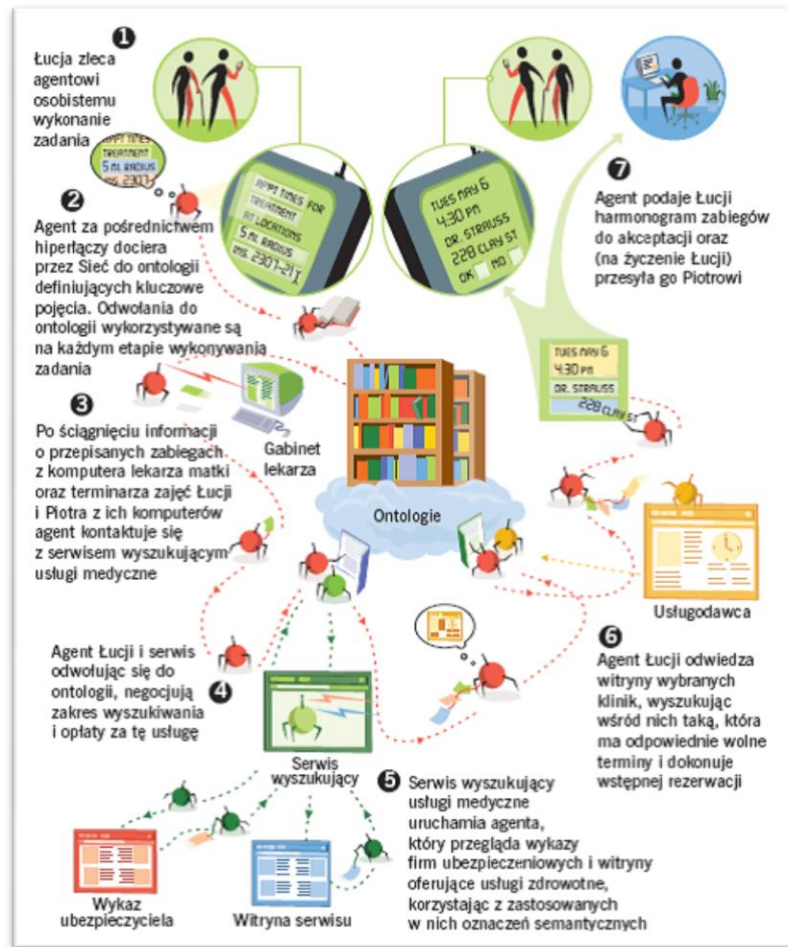 1
Łucja zleca
agentowi
osobistemu
wykonanie
zadania
APPT TIMES
TREATMENT
5 MI. RADIUS
INS. 2307-
APPT TIMES FOR
TREATMENT
AT LOCATIONS
5 MI. RADIUS
INS. 2307-21
TUES MAY 6
4:30 PM
DR. STRAUSS
228 CLAY ST
OK NO
7
Agent podaje Łucji
harmonogram zabiegów
do akceptacji oraz
(na życzenie Łucji)
przesyła go Piotrowi
2
Agent za pośrednictwem
hiperłączy dociera
przez Sieć do ontologii
definiujących kluczowe
pojęcia. Odwołania do
ontologii wykorzystywane są
na każdym etapie wykonywania
zadania
TUES MAY 6
4:30 PM
DR. STRAUSS
228 CLAY ST
3
Po ściągnięciu informacji
o przepisanych zabiegach
z komputera lekarza matki
oraz terminarza zajęć Łucji
i Piotra z ich komputerów
agent kontaktuje się
z serwisem wyszukującym
usługi medyczne
Gabinet
lekarza
Ontologie
Usługodawca
Agent Łucji i serwis
odwołując się do
ontologii, negocjują
zakres wyszukiwania
i opłaty za tę usługę
4
6
Agent Łucji odwiedza
witryny wybranych
klinik, wyszukując
wśród nich taką, która
ma odpowiednie wolne
terminy i dokonuje
wstępnej rezerwacji
Serwis
wyszukujący
5
Serwis wyszukujący
usługi medyczne
uruchamia agenta,
który przegląda wykazy
firm ubezpieczeniowych i witryny
oferujące usługi zdrowotne,
korzystając z zastosowanych
w nich oznaczeń semantycznych
Wykaz
ubezpieczyciela
Witryna serwisu